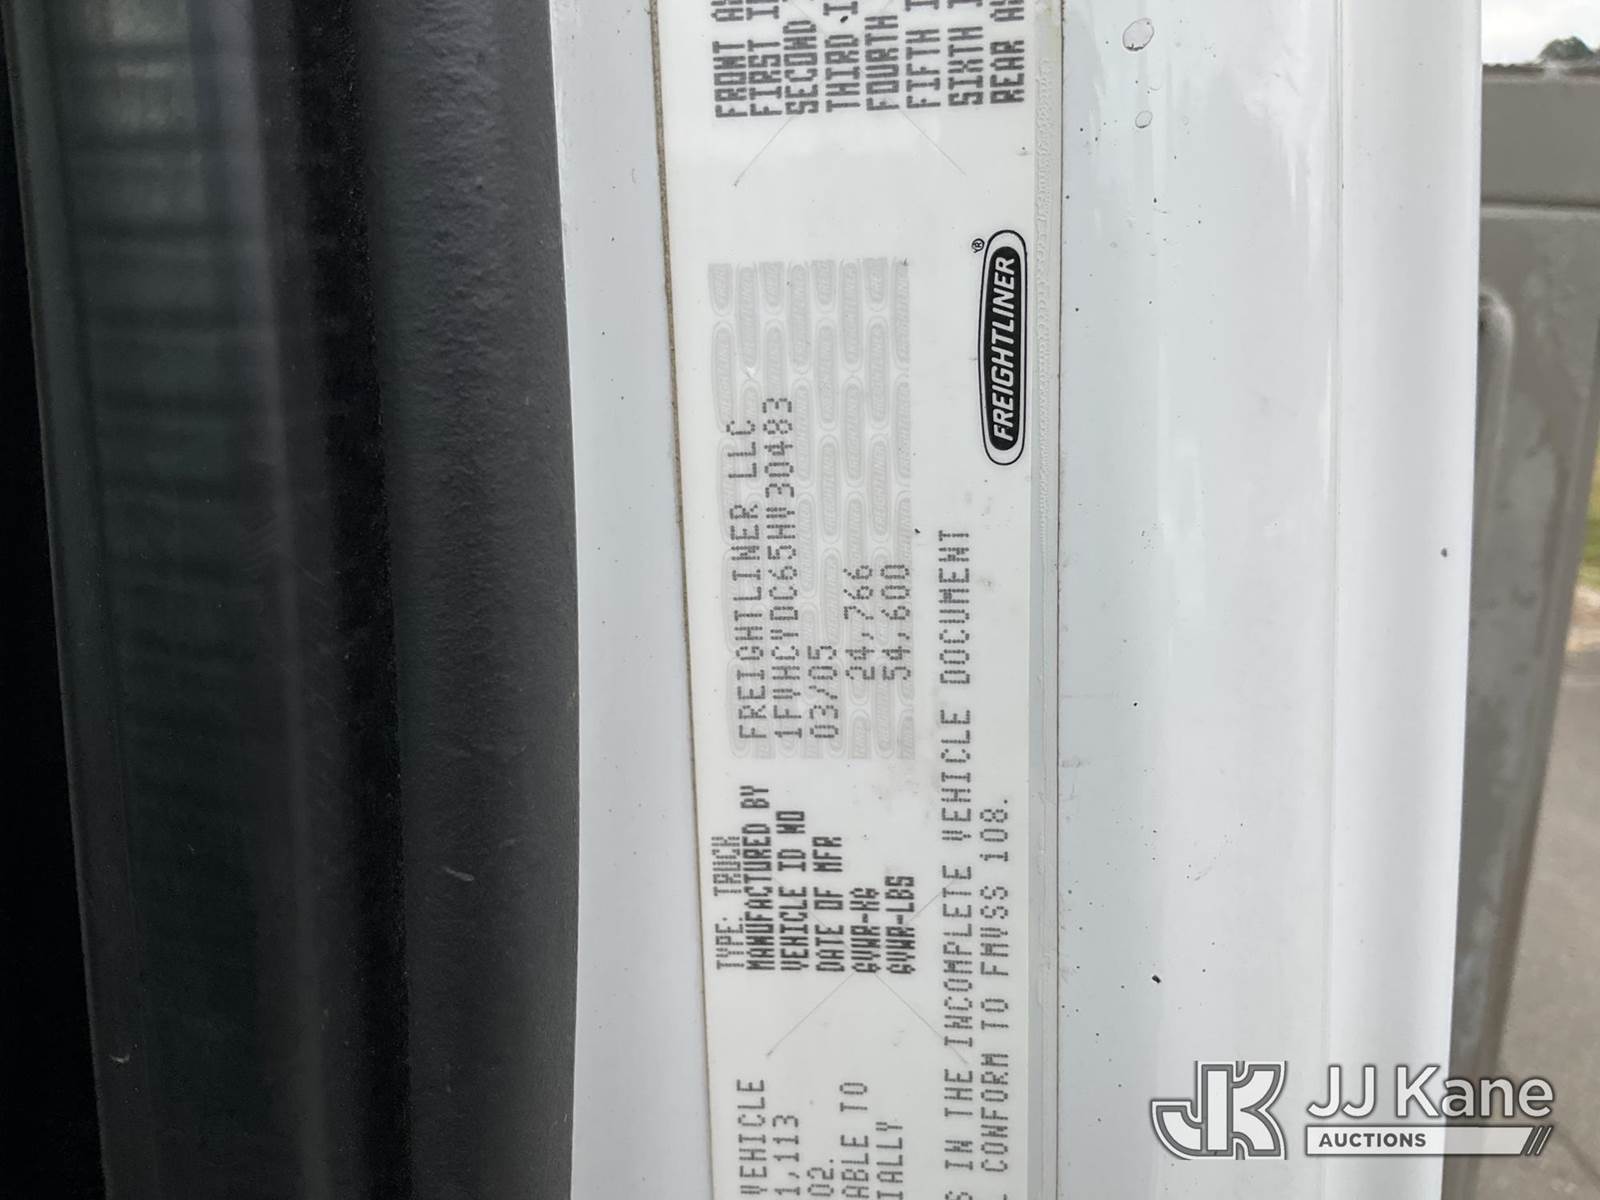 VEHICLE
1,113
02.
ABLE TO
IALLY
S IN THE INCOMPLETE VEHICLE DOCUMENT
CONFORM TO FMVSS 108.
TYPE: TRUCK
MANUFACTURED BY FREIGHTLINER LLC
VEHICLE ID NO 1FVHCYDC65HV30483
DATE OF MFR 03/05
GVWR-KG 24,766
GVWR-LBS 54,600
FREIGHTLINER®
FRONT
FIRST
SECOND
THIRD
FOURTH
FIFTH
SIXTH
REAR
JK JJ Kane
AUCTIONS